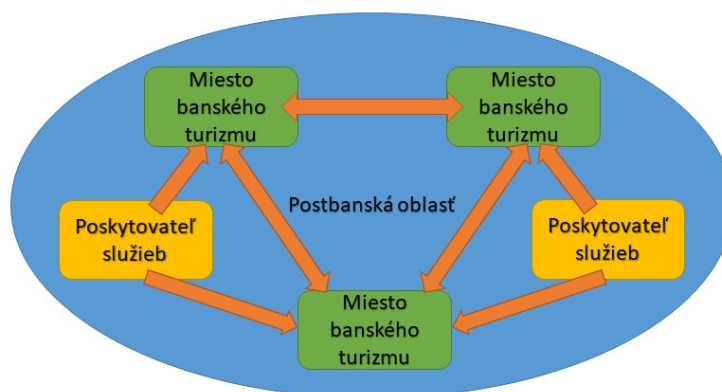 Miesto
banského
turizmu
Miesto
banského
turizmu
Postbanská oblasť
Poskytovateľ
služieb
Poskytovateľ
služieb
Miesto
banského
turizmu